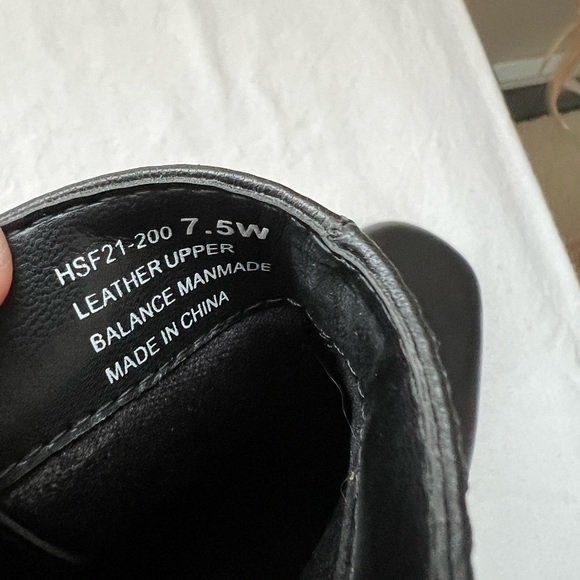 HSF21-200 7.5W
LEATHER UPPER
BALANCE MANMADE
MADE IN CHINA